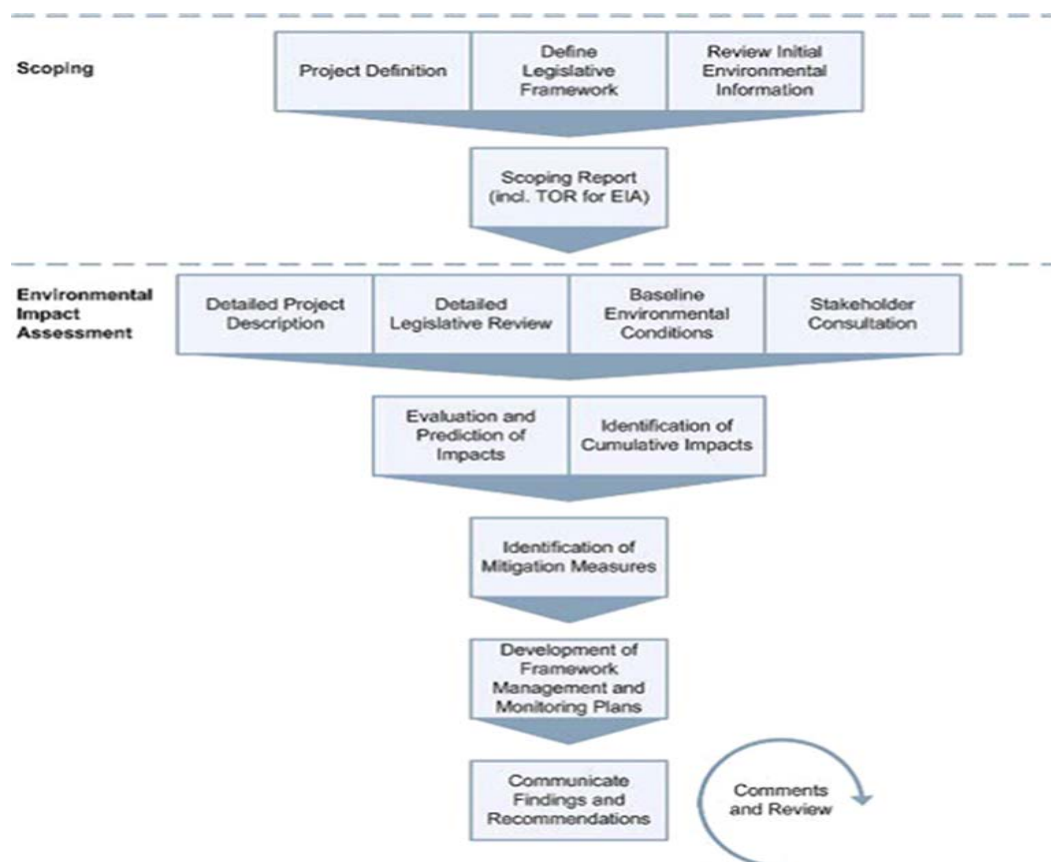 Scoping
Project Definition
Define
Legislative
Framework
Review Initial
Environmental
Information
Scoping Report
(incl. TOR for EIA)
Environmental
Impact
Assessment
Detailed Project
Description
Detailed
Legislative Review
Baseline
Environmental
Conditions
Stakeholder
Consultation
Evaluation and
Prediction of
Impacts
Identification of
Cumulative Impacts
Identification of
Mitigation Measures
Development of
Framework
Management and
Monitoring Plans
Communicate
Findings and
Recommendations
Comments
and Review